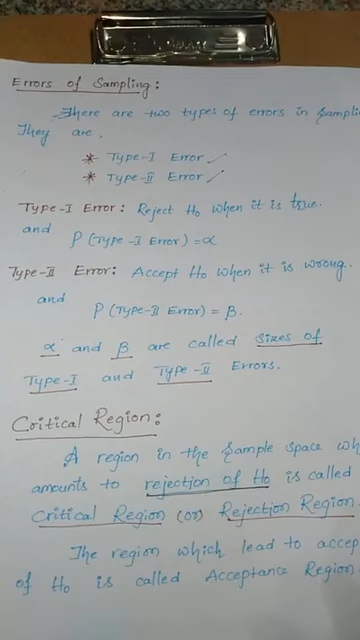 Errors of Sampling:
There are two types of errors in Sampli
They are,
* Type-I Error ✓
* Type-II Error ✓
Type-I Error: Reject Ho when it is true.
and
P(Type-I Error) = α
Type-II Error: Accept Ho when it is wrong.
and
P(Type-II Error) = β.
α and β are called sizes of
Type-I and Type-II Errors.
Critical Region:
A region in the Sample space wh
amounts to rejection of Ho is called
Critical Region (or) Rejection Region.
The region which lead to accep
of Ho is called Acceptance Region.